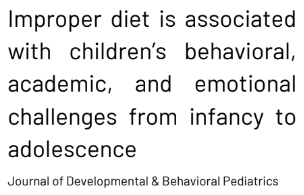 Improper diet is associated
with children's behavioral,
academic, and emotional
challenges from infancy to
adolescence
Journal of Developmental & Behavioral Pediatrics